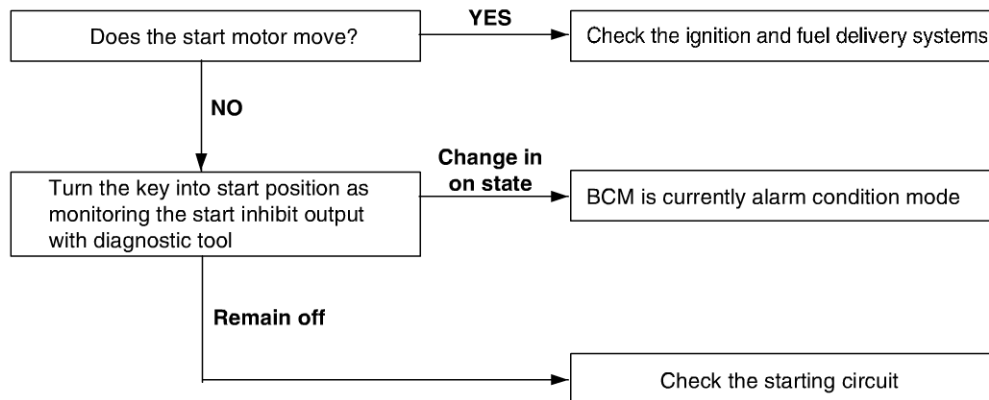 Does the start motor move?
YES
Check the ignition and fuel delivery systems
NO
Turn the key into start position as
monitoring the start inhibit output
with diagnostic tool
Change in
on state
BCM is currently alarm condition mode
Remain off
Check the starting circuit